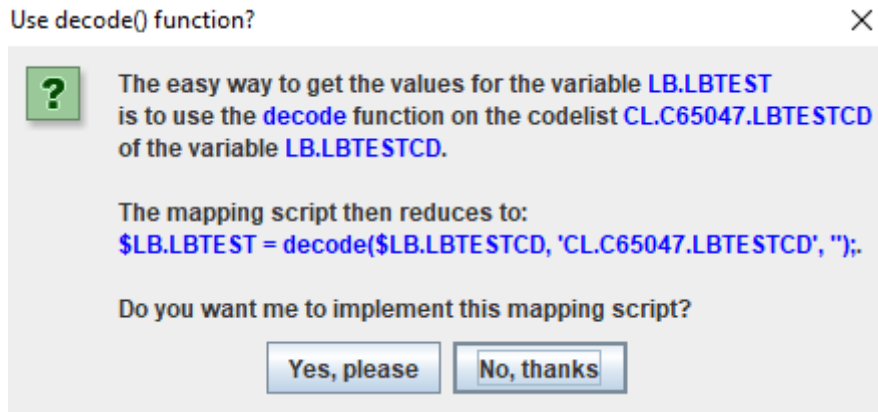 Use decode() function?
The easy way to get the values for the variable LB.LBTEST
is to use the decode function on the codelist CL.C65047.LBTESTCD
of the variable LB.LBTESTCD.
The mapping script then reduces to:
$LB.LBTEST = decode($LB.LBTESTCD, 'CL.C65047.LBTESTCD', '');.
Do you want me to implement this mapping script?
Yes, please
No, thanks